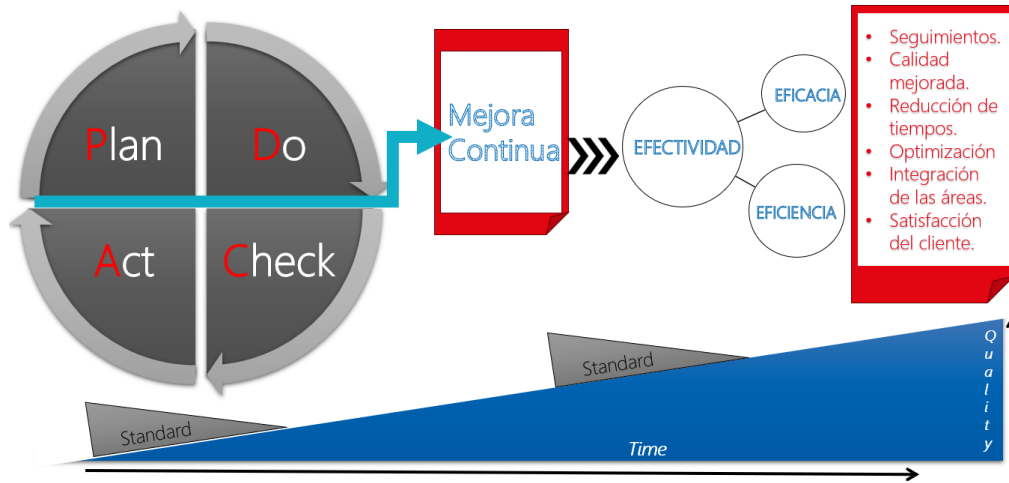 Plan
Do
Act
Check
Mejora
Continua
EFECTIVIDAD
EFICACIA
EFICIENCIA
• Seguimientos.
• Calidad
mejorada.
• Reducción de
tiempos.
• Optimización
• Integración
de las áreas.
• Satisfacción
del cliente.
Standard
Standard
Time
Quality